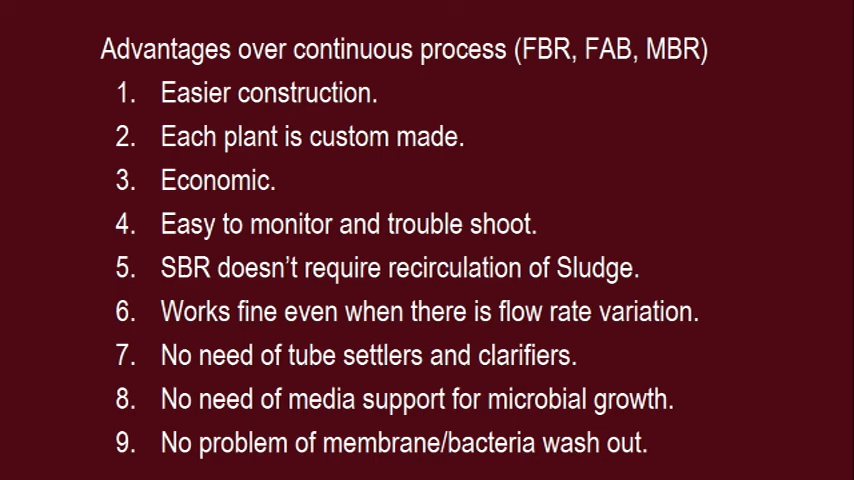 Advantages over continuous process (FBR, FAB, MBR)
1. Easier construction.
2. Each plant is custom made.
3. Economic.
4. Easy to monitor and trouble shoot.
5. SBR doesn’t require recirculation of Sludge.
6. Works fine even when there is flow rate variation.
7. No need of tube settlers and clarifiers.
8. No need of media support for microbial growth.
9. No problem of membrane/bacteria wash out.